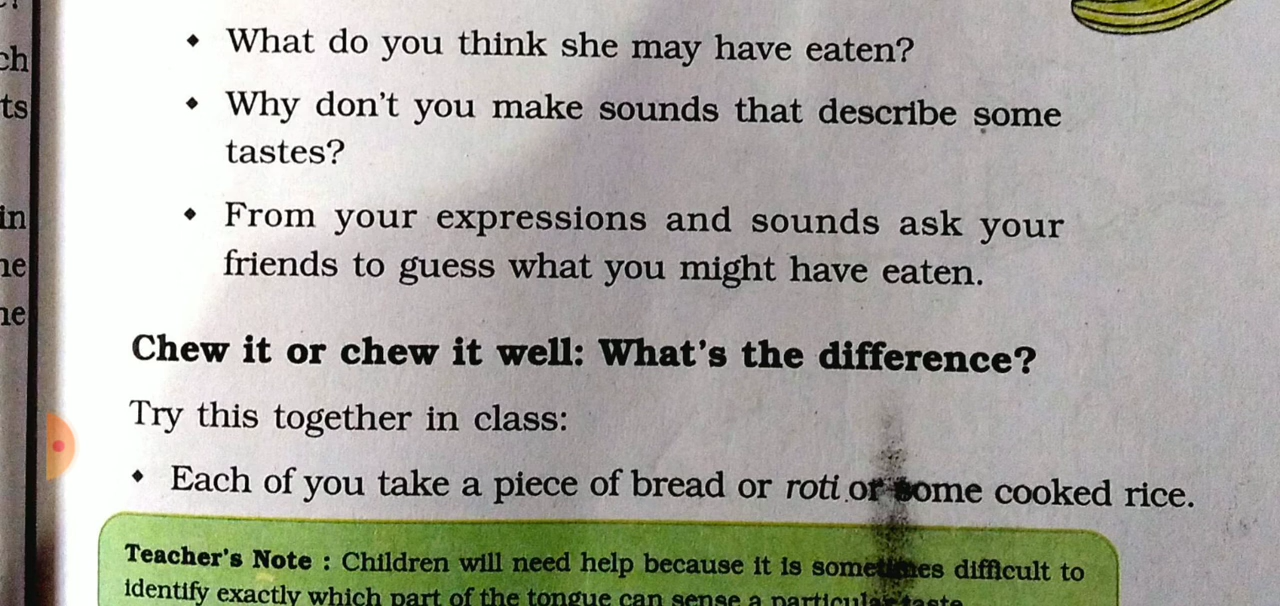 ch
ts
in
ne
ne
• What do you think she may have eaten?
• Why don't you make sounds that describe some
tastes?
• From your expressions and sounds ask your
friends to guess what you might have eaten.
Chew it or chew it well: What's the difference?
Try this together in class:
• Each of you take a piece of bread or roti or some cooked rice.
Teacher's Note : Children will need help because it is sometimes difficult to
identify exactly which part of the tongue can sense a particular taste